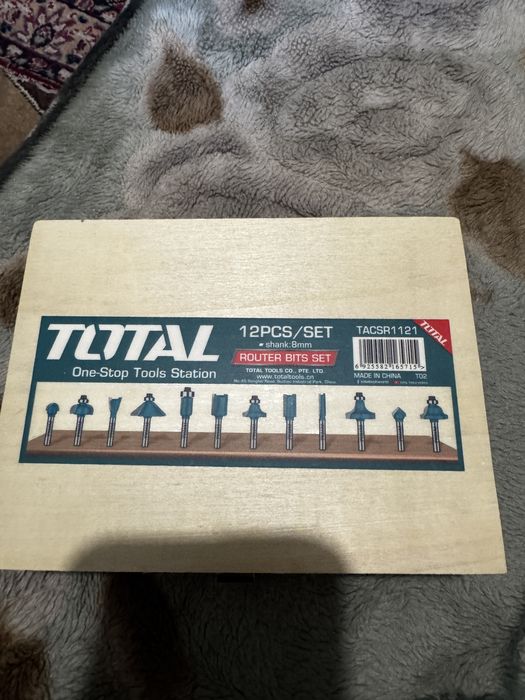 TOTAL
One-Stop Tools Station
12PCS/SET
shank:8mm
ROUTER BITS SET
TOTAL TOOLS CO., PTE. LTD.
www.totaltools.cn
TACSR1121
TOTAL
6925582165715
MADE IN CHINA T02